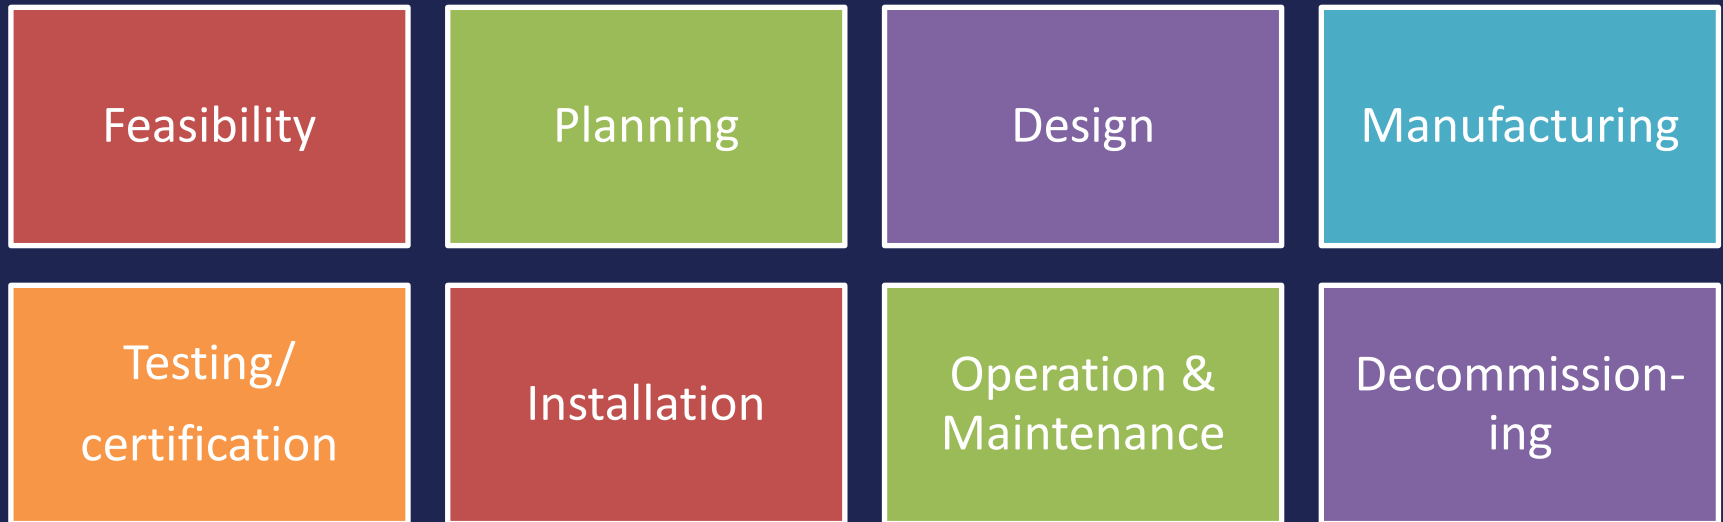 Feasibility
Planning
Design
Manufacturing
Testing/
certification
Installation
Operation &
Maintenance
Decommission-
ing